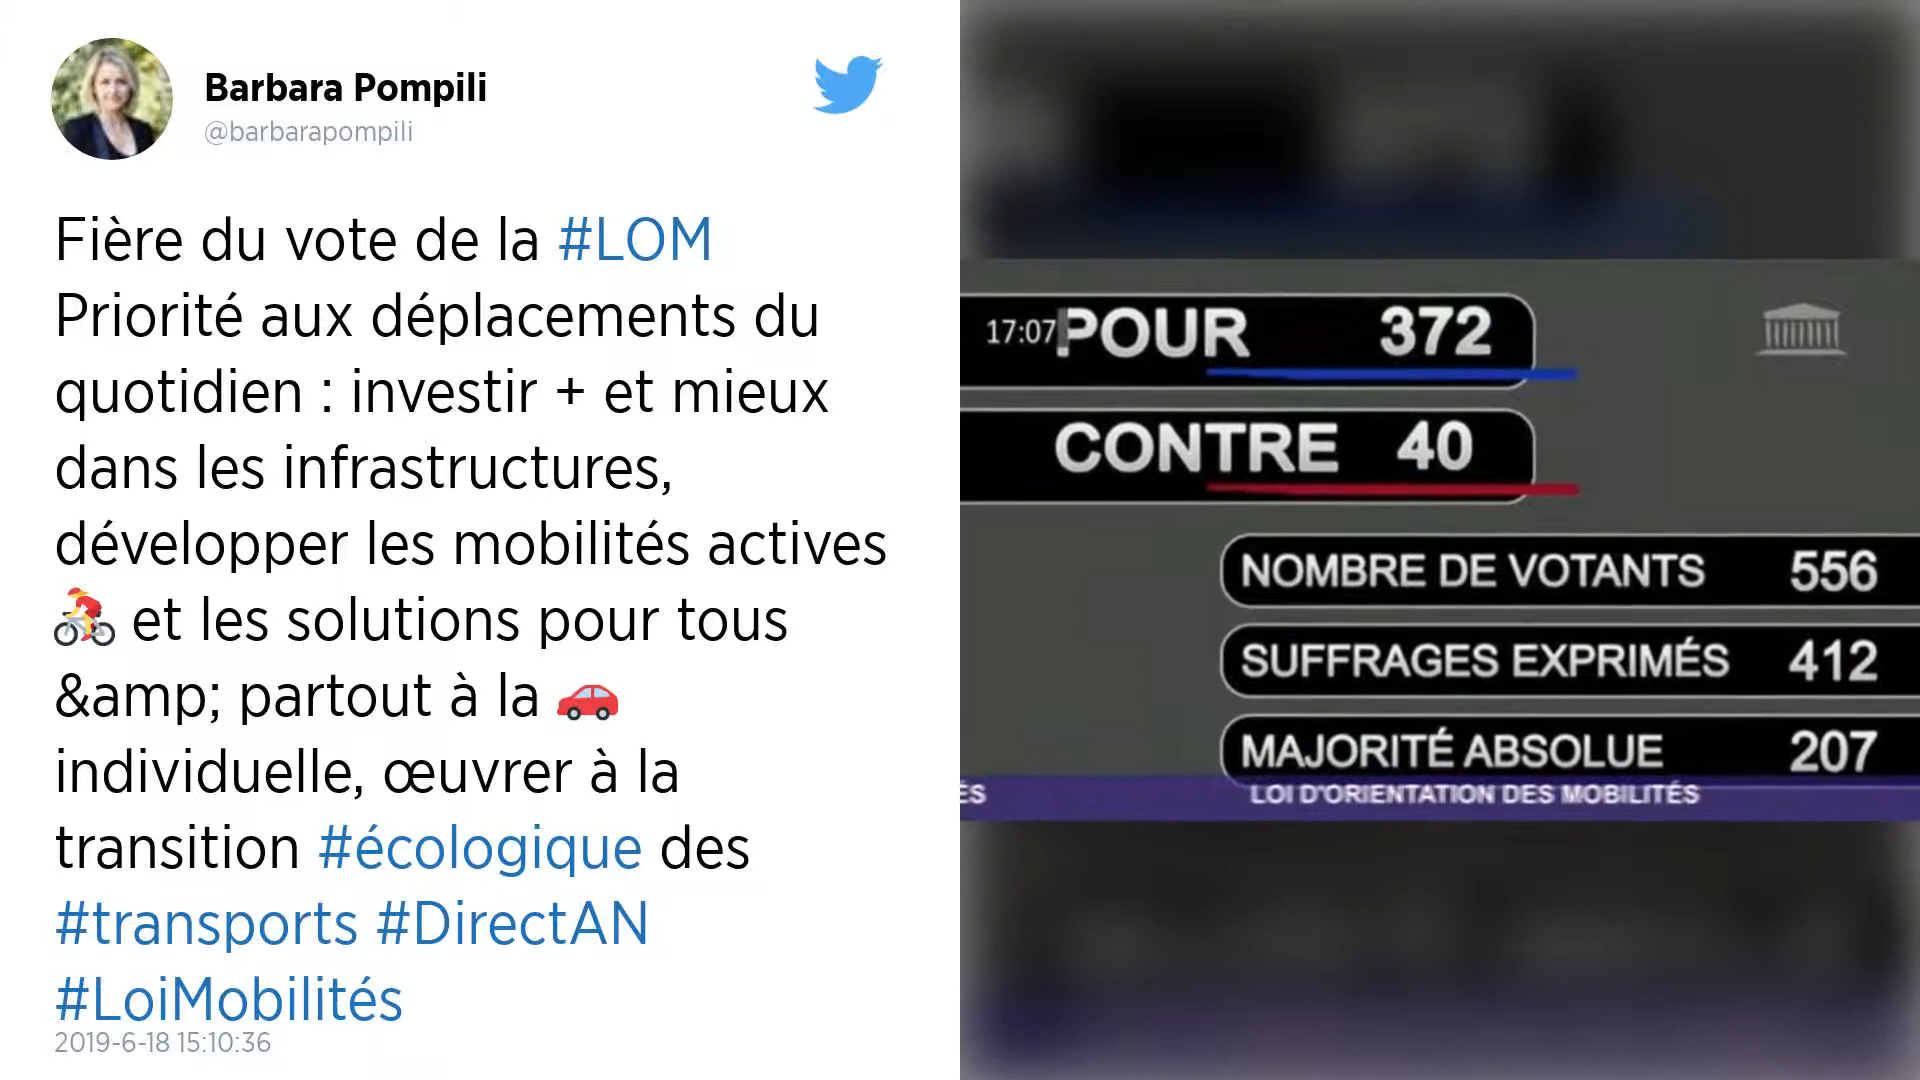 Barbara Pompili
@barbarapompili
Fière du vote de la #LOM
Priorité aux déplacements du
quotidien : investir + et mieux
dans les infrastructures,
développer les mobilités actives
🚴 et les solutions pour tous
&amp; partout à la 🚗
individuelle, œuvrer à la
transition #écologique des
#transports #DirectAN
#LoiMobilités
2019-6-18 15:10:36
17:07 POUR 372
CONTRE 40
NOMBRE DE VOTANTS 556
SUFFRAGES EXPRIMÉS 412
MAJORITÉ ABSOLUE 207
ÉS LOI D'ORIENTATION DES MOBILITÉS